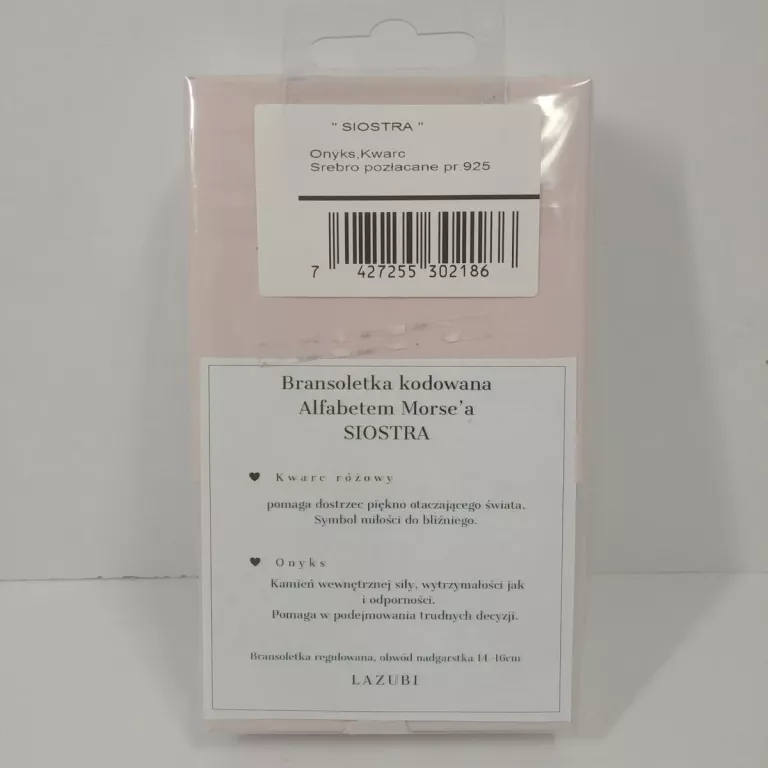 " SIOSTRA "
Onyks,Kwarc
Srebro pozłacane pr.925
7 427255 302186
Bransoletka kodowana
Alfabetem Morse'a
SIOSTRA
Kwarc różowy
pomaga dostrzec piękno otaczającego świata.
Symbol miłości do bliźniego.
Onyks
Kamień wewnętrznej siły, wytrzymałości jak
i odporności.
Pomaga w podejmowania trudnych decyzji.
Bransoletka regulowana, obwód nadgarstka 14-16cm
LAZUBI